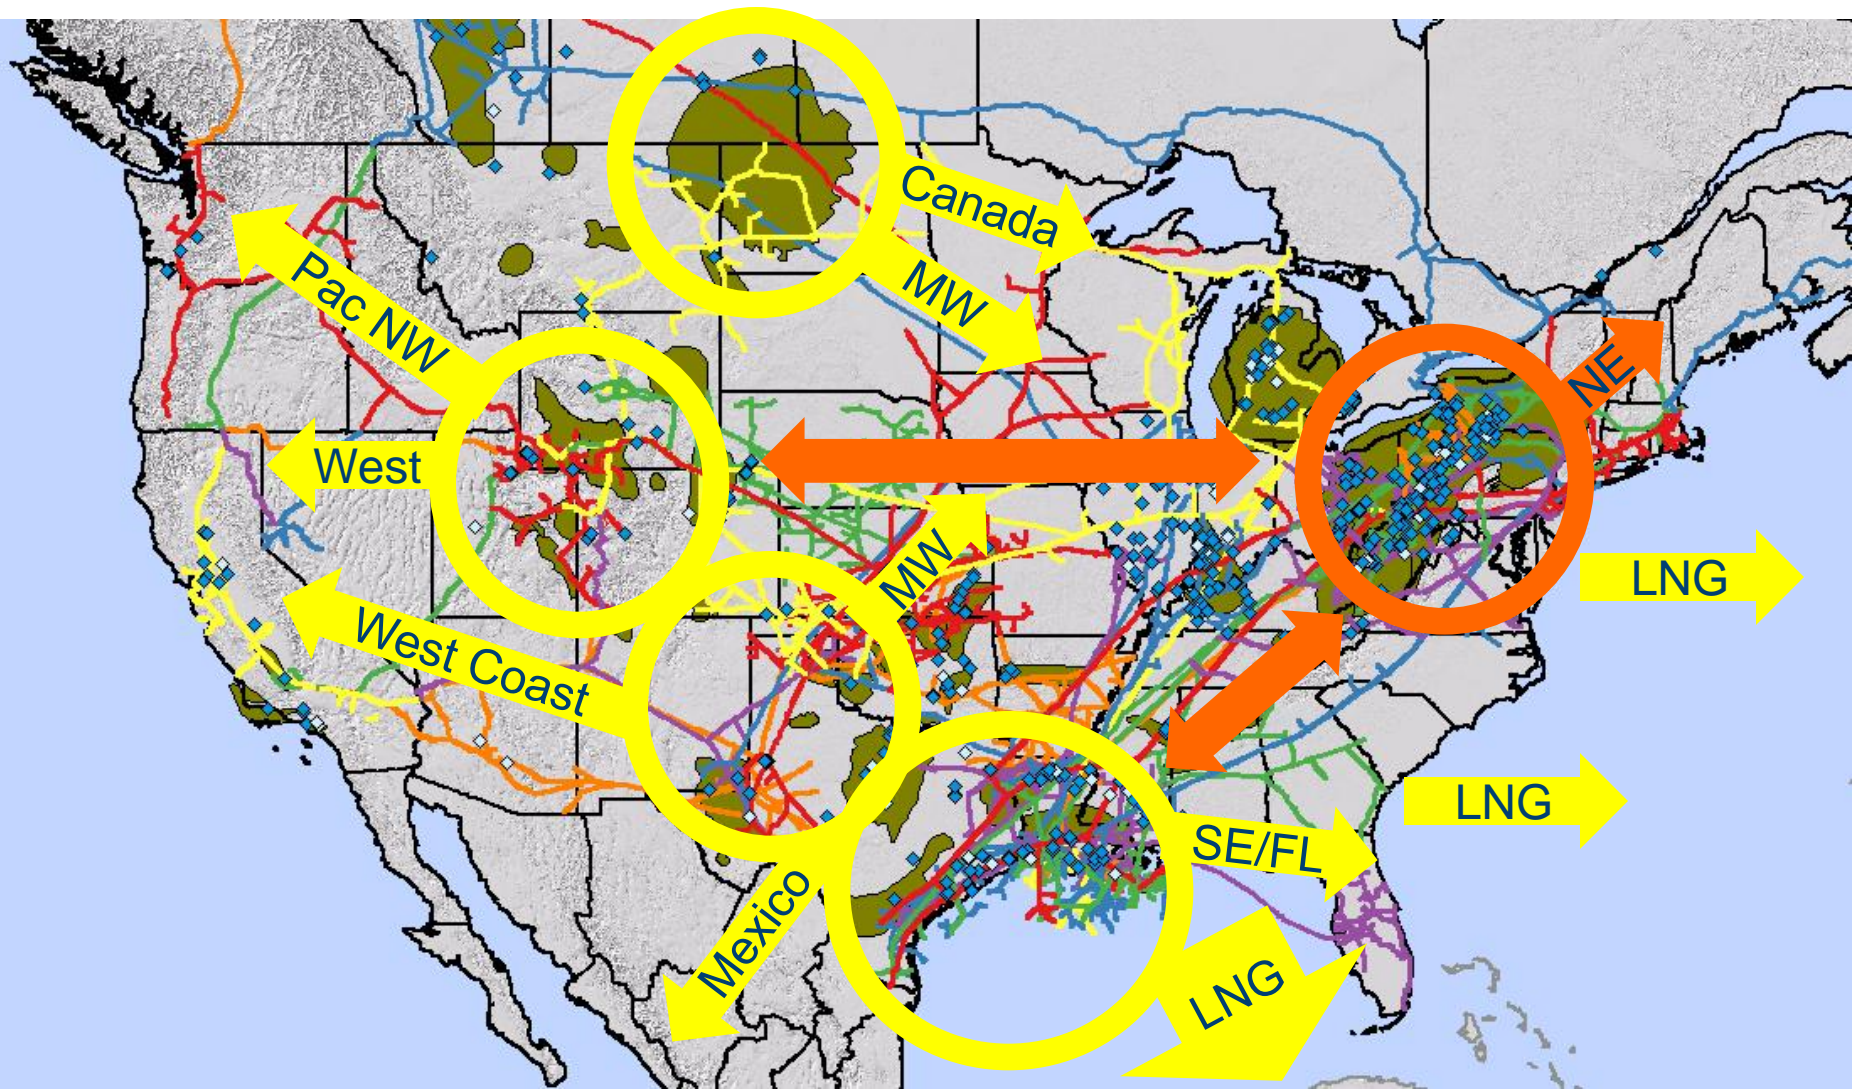 Canada
MW
Pac NW
NE
West
MW
LNG
West Coast
LNG
SE/FL
Mexico
LNG